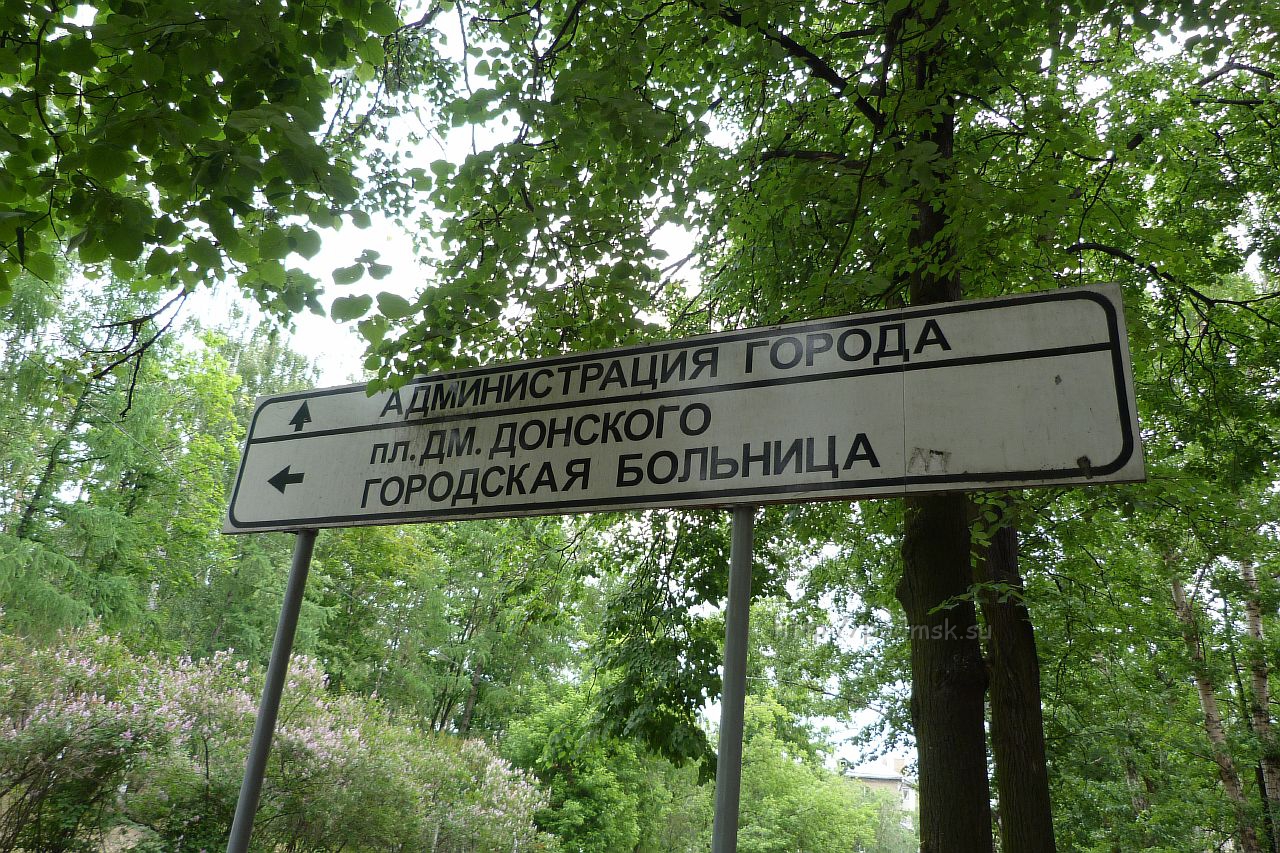 АДМИНИСТРАЦИЯ ГОРОДА
ПЛ. ДМ. ДОНСКОГО
ГОРОДСКАЯ БОЛЬНИЦА